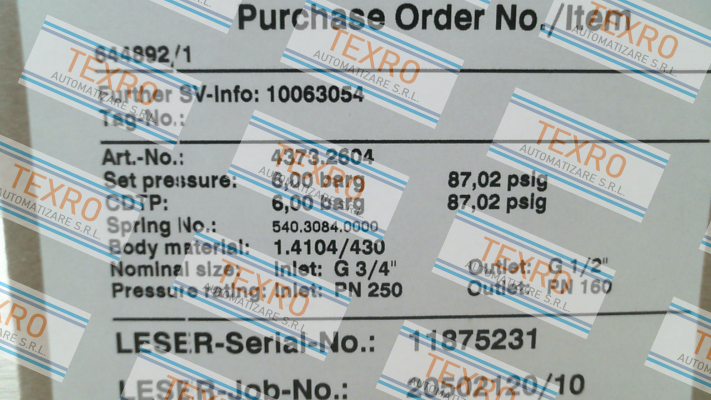 Purchase Order No./Item
644892/1
Further SV-Info: 10063054
Tag-No.:
Art.-No.: 4373.2604
Set pressure: 6,00 barg 87,02 psig
CDTP: 6,00 barg 87,02 psig
Spring No.: 540.3084.0000
Body material: 1.4104/430
Nominal size: Inlet: G 3/4" Outlet: G 1/2"
Pressure rating: Inlet: PN 250 Outlet: PN 160
LESER-Serial-No.: 11875231
LESER-Job-No.: 20502120/10
TEXRO
AUTOMATIZARE S.R.L.